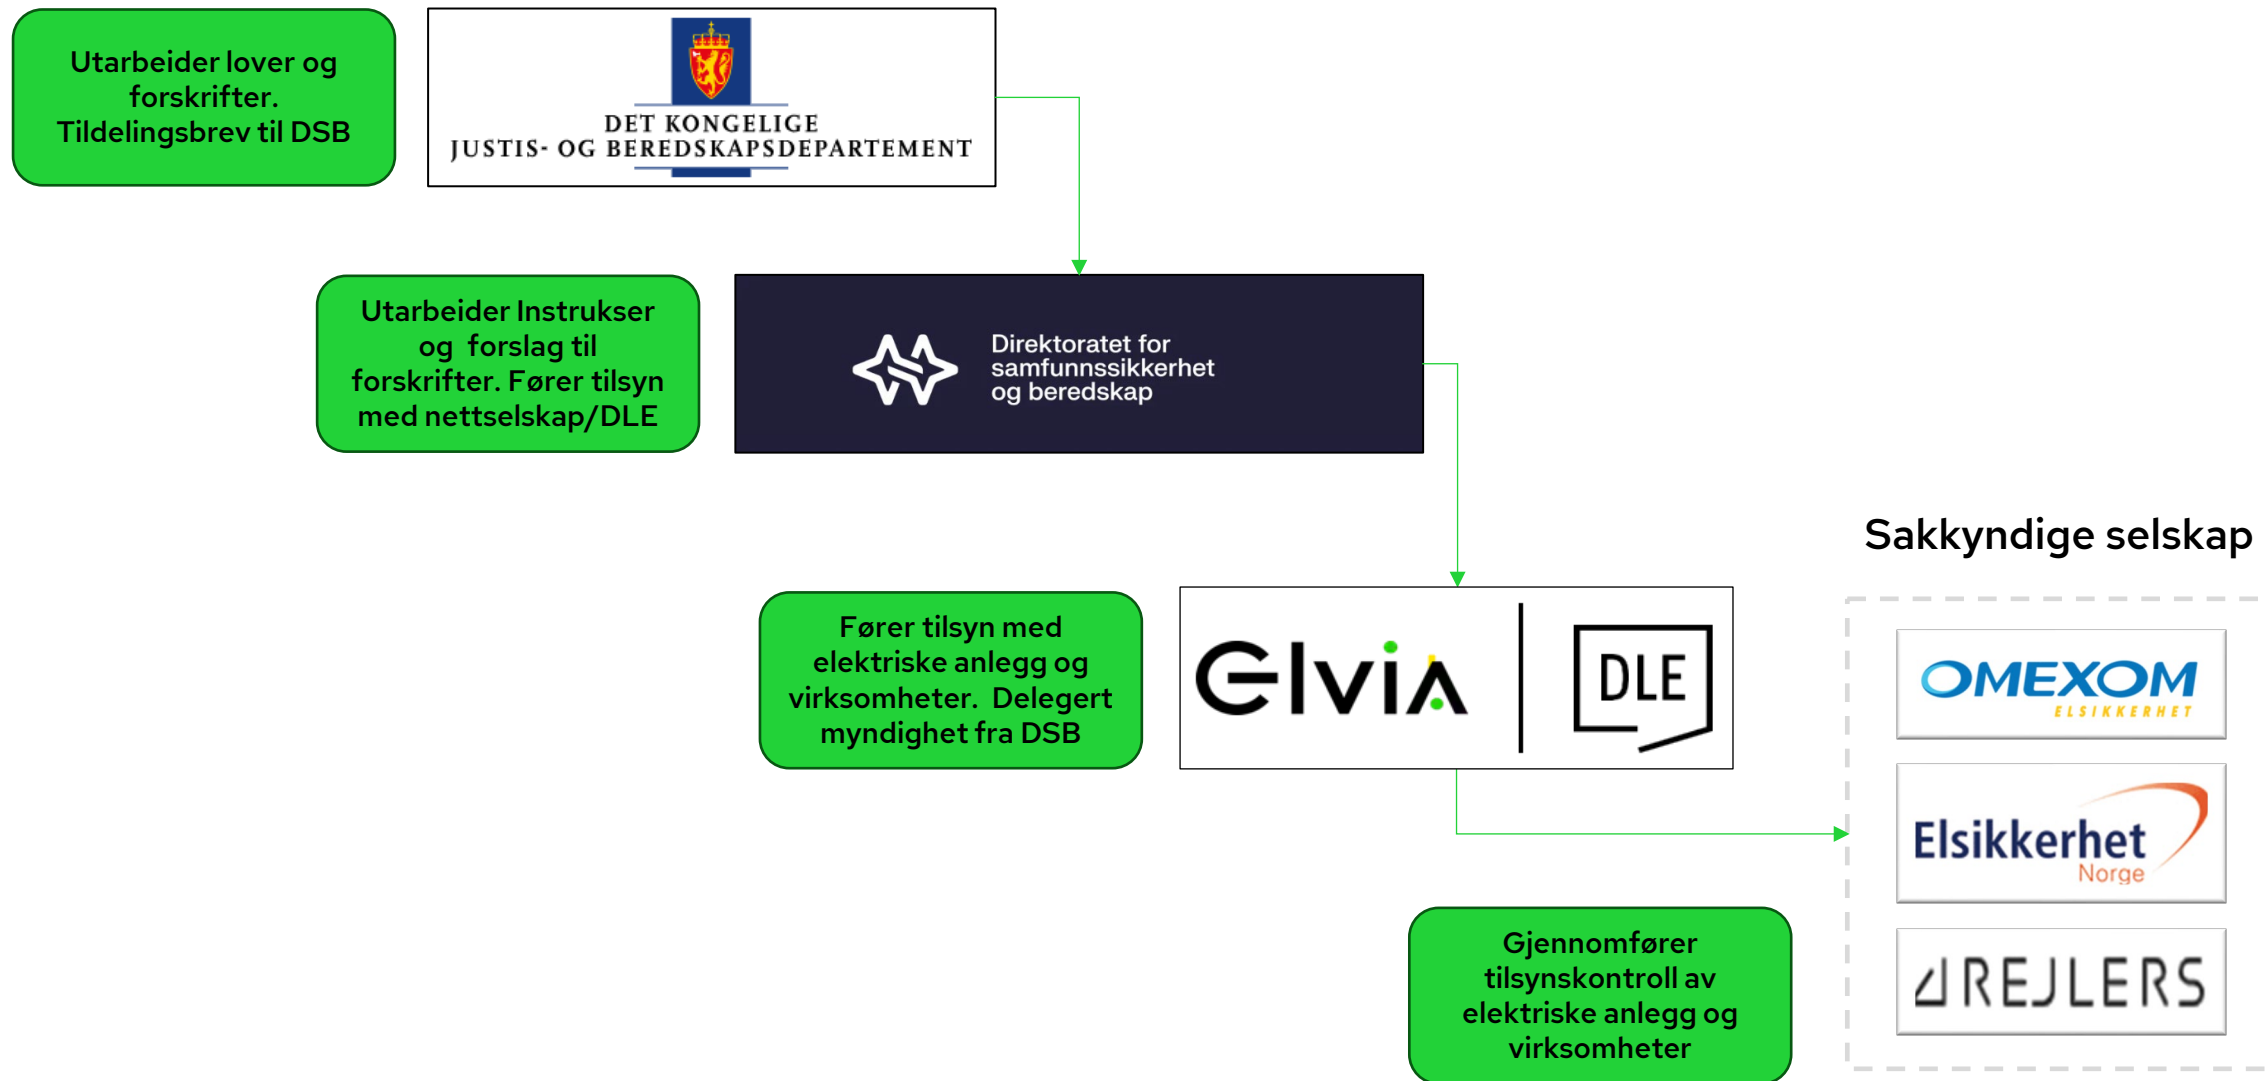 Utarbeider lover og
forskrifter.
Tildelingsbrev til DSB
DET KONGELIGE
JUSTIS- OG BEREDSKAPSDEPARTEMENT
Utarbeider Instrukser
og forslag til
forskrifter. Fører tilsyn
med nettselskap/DLE
Direktoratet for
samfunnssikkerhet
og beredskap
Fører tilsyn med
elektriske anlegg og
virksomheter. Delegert
myndighet fra DSB
Elvia
DLE
Sakkyndige selskap
OMEXOM
ELSIKKERHET
Elsikkerhet
Norge
REJLERS
Gjennomfører
tilsynskontroll av
elektriske anlegg og
virksomheter